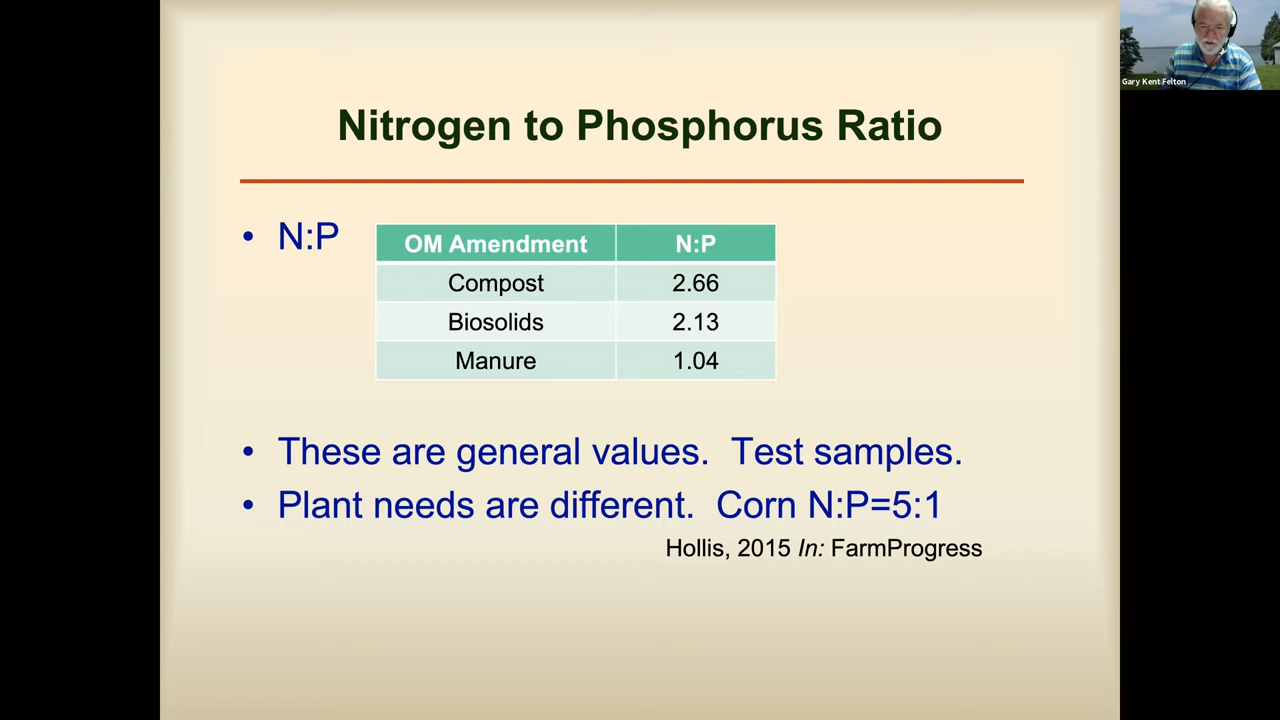 Nitrogen to Phosphorus Ratio
• N:P
OM Amendment N:P
Compost 2.66
Biosolids 2.13
Manure 1.04
• These are general values. Test samples.
• Plant needs are different. Corn N:P=5:1
Hollis, 2015 In: FarmProgress
Gary Kent Felton